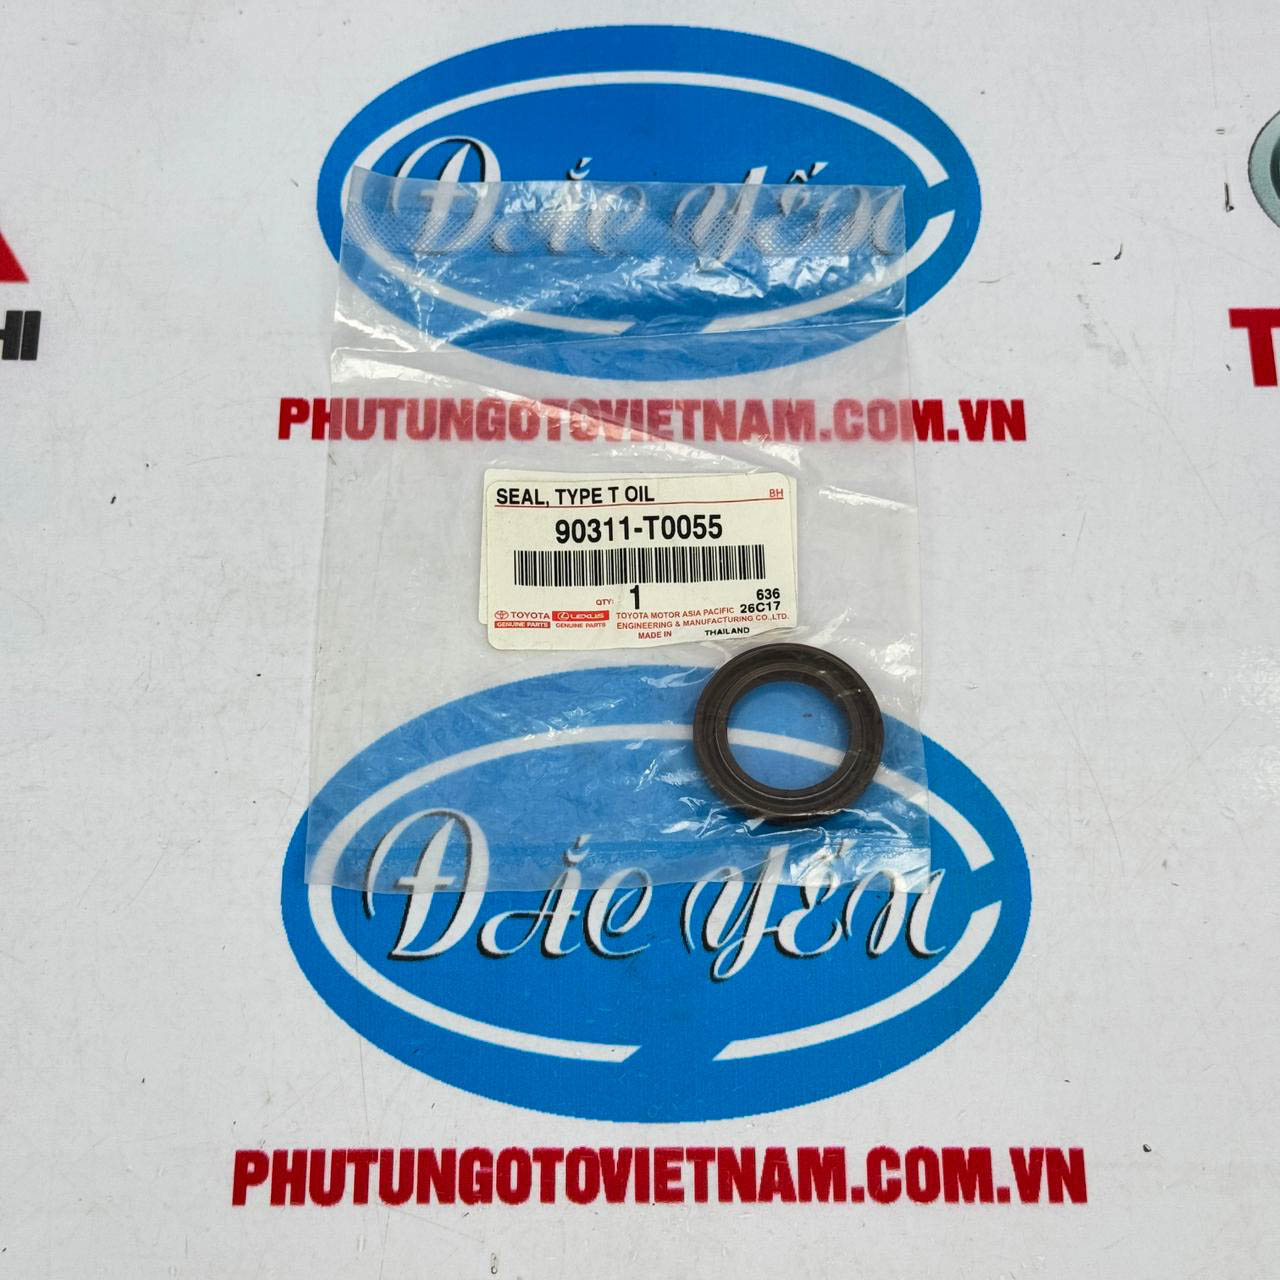 ĐẮC YẾN
PHUTUNGOTOVIETNAM.COM.VN
HI
T
SEAL, TYPE T OIL
BH
90311-T0055
QTY: 1
636
26C17
TOYOTA
GENUINE PARTS
LEXUS
GENUINE PARTS
TOYOTA MOTOR ASIA PACIFIC
ENGINEERING & MANUFACTURING CO.,LTD.
MADE IN THAILAND
ĐẮC YẾN
PHUTUNGOTOVIETNAM.COM.VN